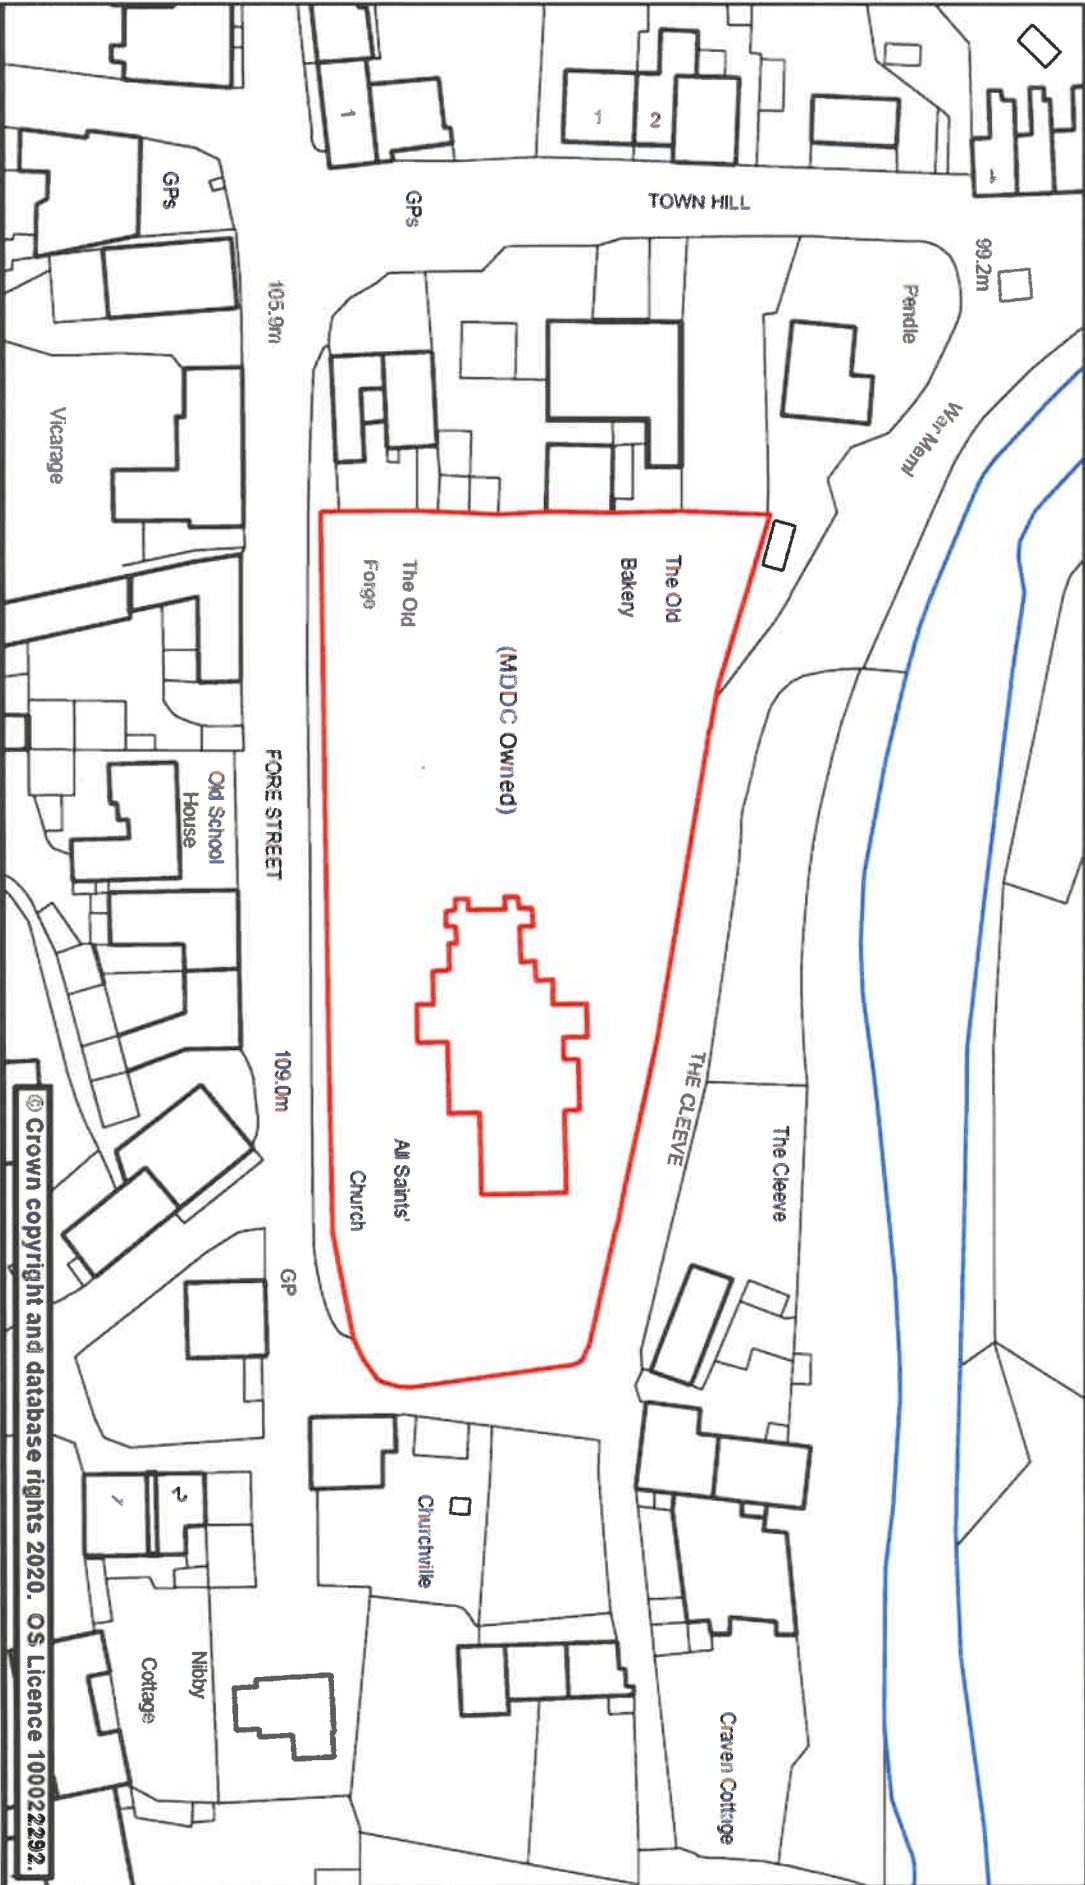 99.2m
War Meml
Pendle
TOWN HILL
2
1
1
GPs
GPs
105.9m
Vicarage
The Old
Bakery
The Old
Forge
(MDDC Owned)
FORE STREET
Old School
House
109.0m
THE CLEEVE
The Cleeve
All Saints'
Church
GP
Churchville
2
Nibby
Cottage
Craven Cottage
© Crown copyright and database rights 2020. OS Licence 100022292.